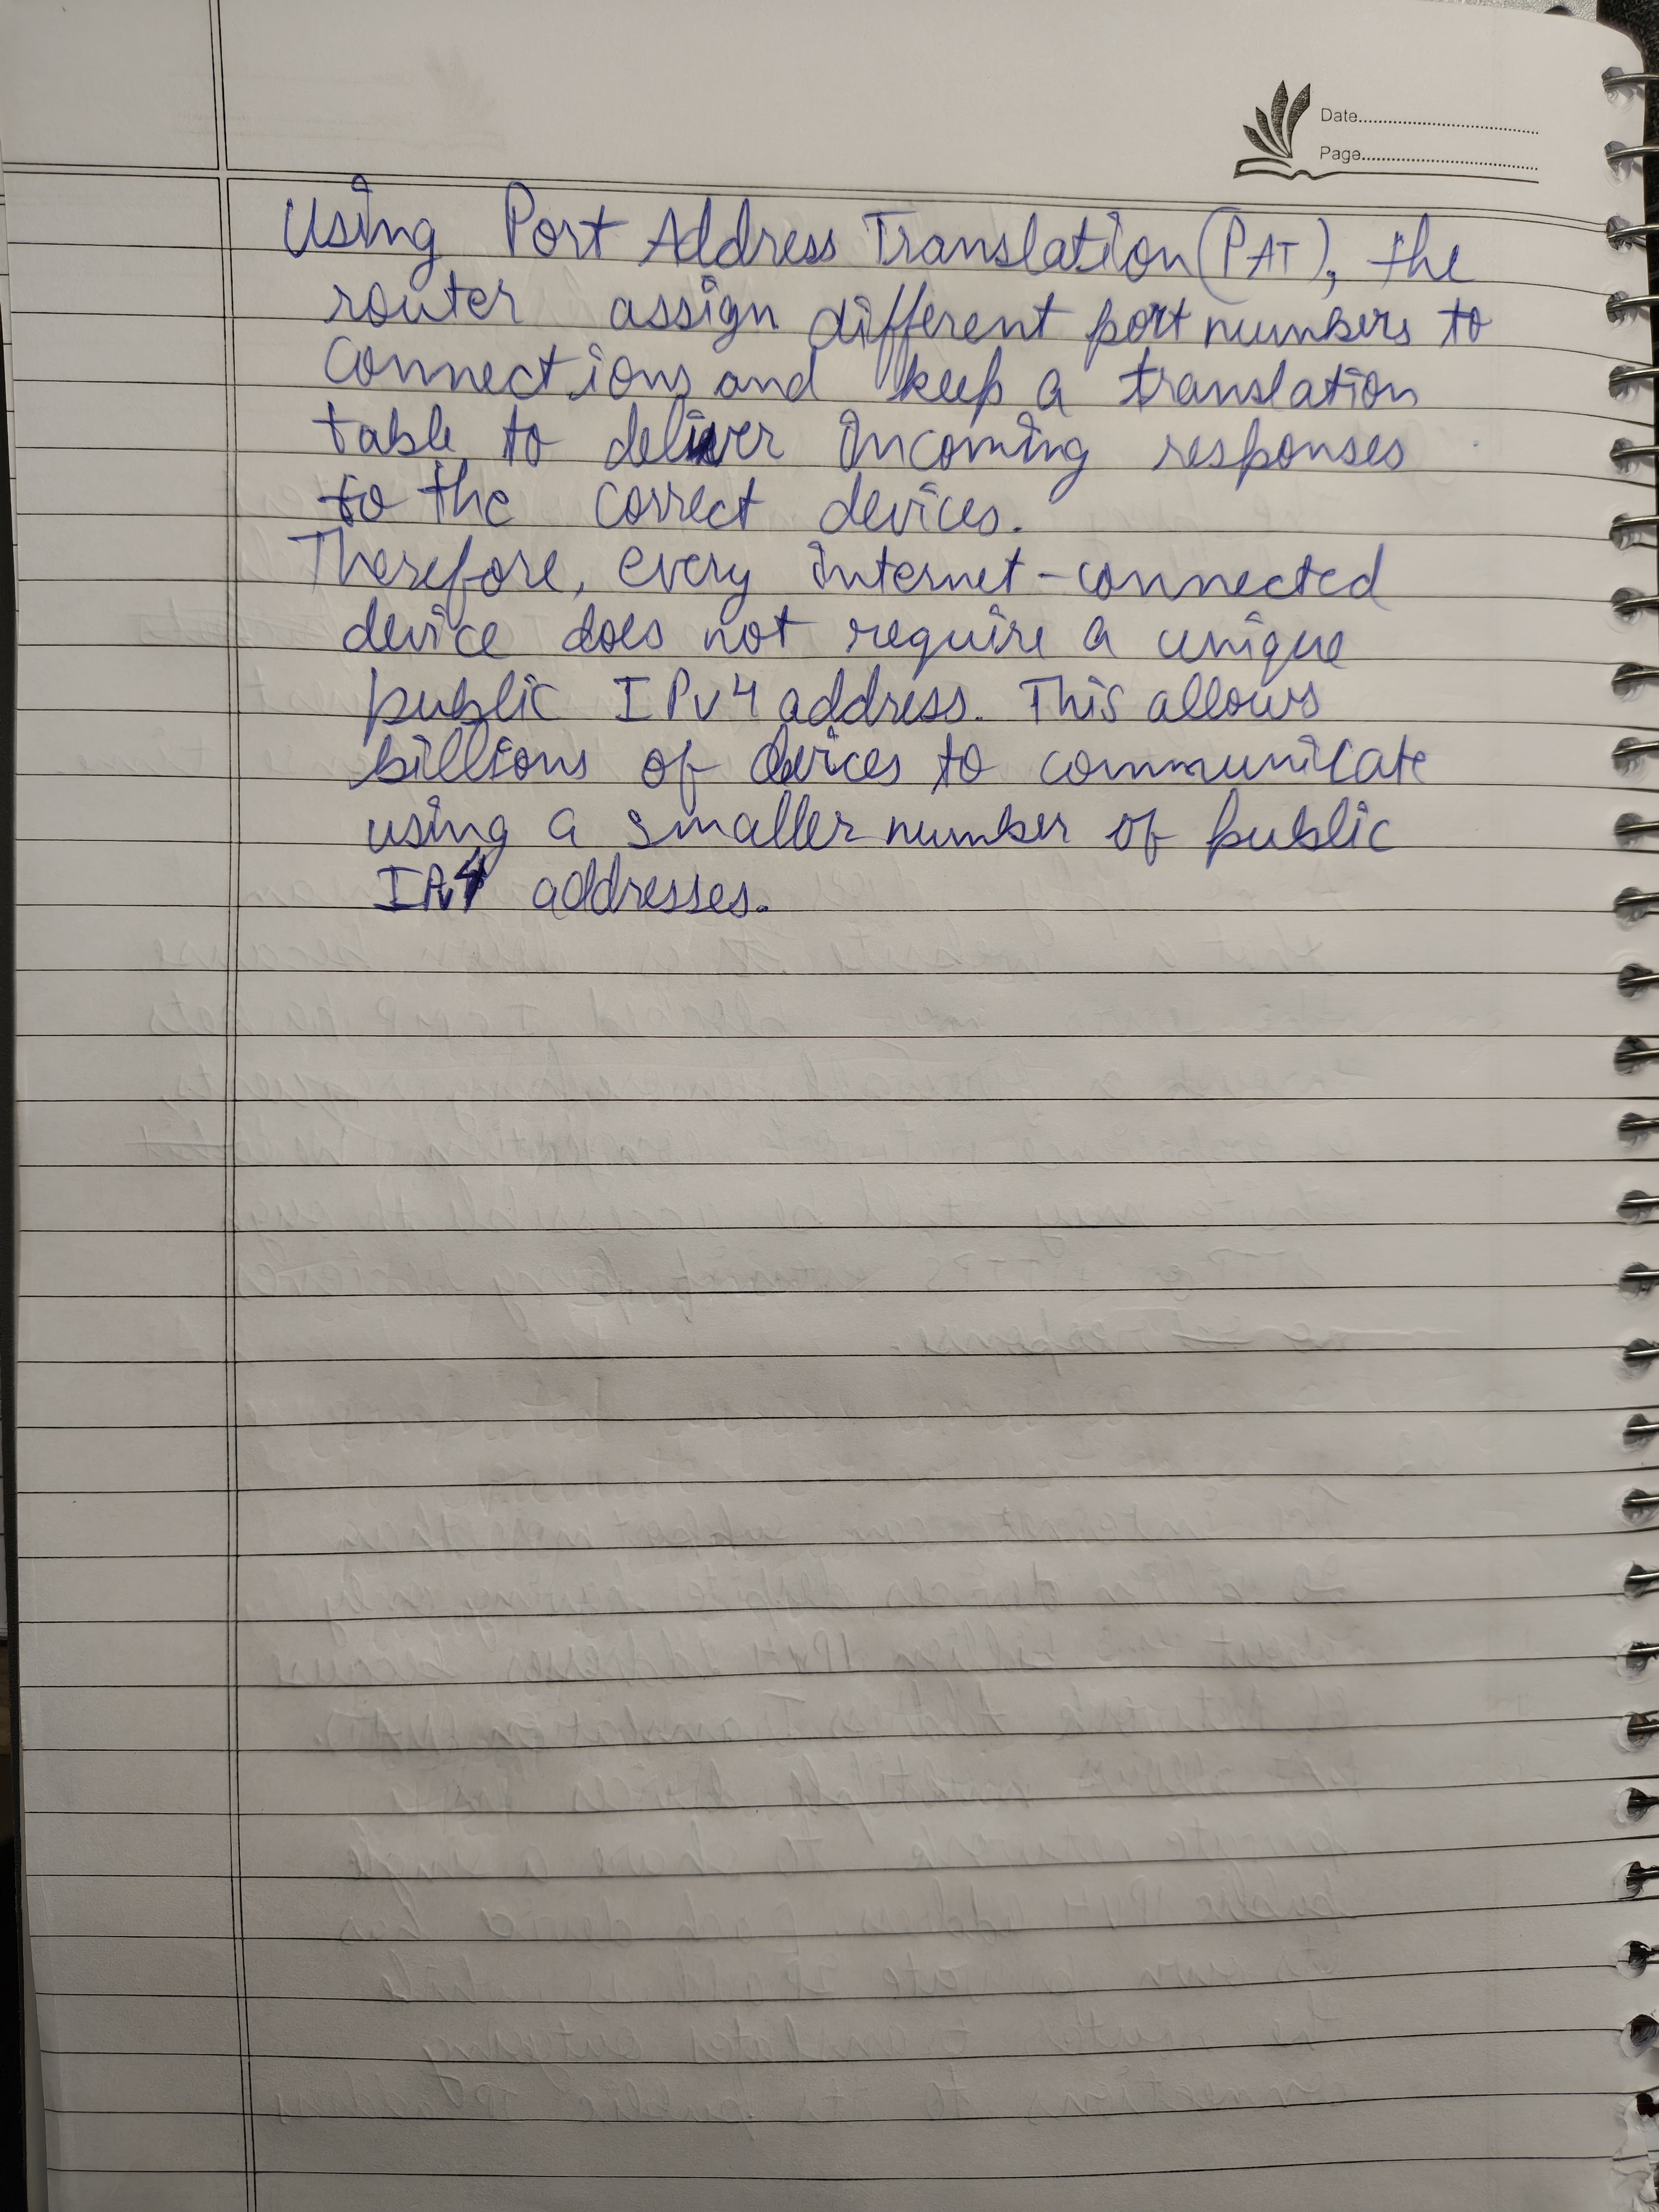 Date
Page
Using Port Address Translation (PAT), the
router assign different port numbers to
connections and keep a translation
table to deliver incoming responses
to the correct devices.
Therefore, every internet-connected
device does not require a unique
public IPv4 address. This allows
billions of devices to communicate
using a smaller number of public
IPv4 addresses.